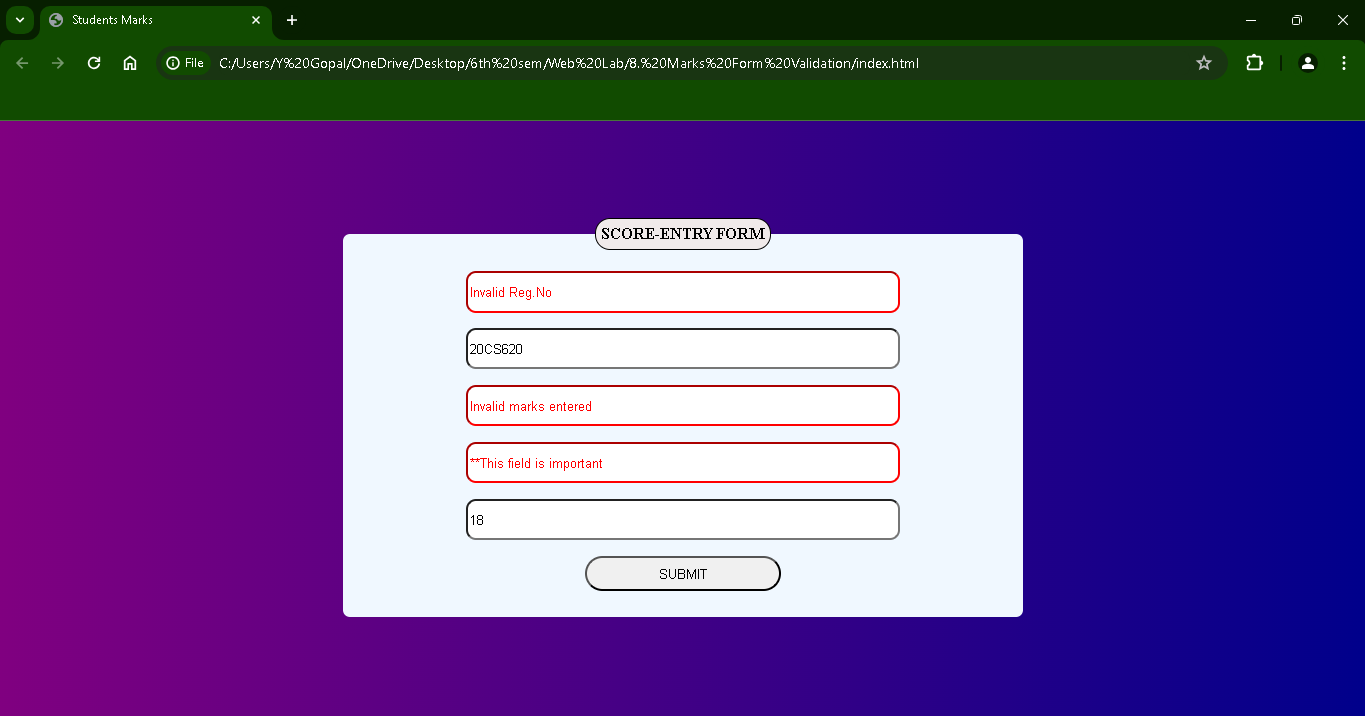 Students Marks
File C:/Users/Y%20Gopal/OneDrive/Desktop/6th%20sem/Web%20Lab/8.%20Marks%20Form%20Validation/index.html
SCORE-ENTRY FORM
Invalid Reg.No
20CS620
Invalid marks entered
**This field is important
18
SUBMIT